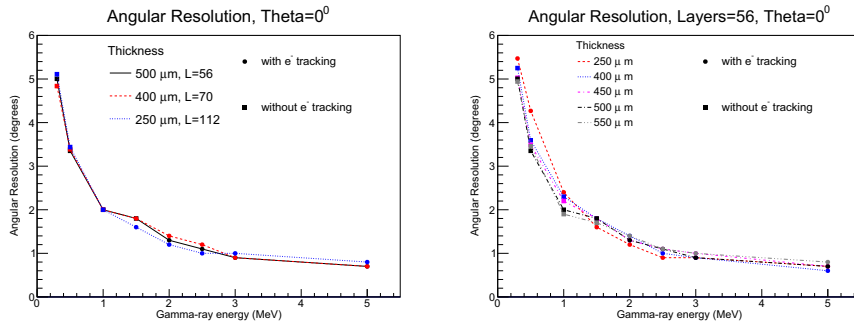 Angular Resolution, Theta=0⁰
Angular Resolution (degrees)
6
5
4
3
2
1
0
Thickness
500 μm, L=56
400 μm, L=70
250 μm, L=112
with e⁻ tracking
without e⁻ tracking
0 1 2 3 4 5
Gamma-ray energy (MeV)
Angular Resolution, Layers=56, Theta=0⁰
Angular Resolution (degrees)
6
5
4
3
2
1
0
Thickness
250 μ m
400 μ m
450 μ m
500 μ m
550 μ m
with e⁻ tracking
without e⁻ tracking
0 1 2 3 4 5
Gamma-ray energy (MeV)